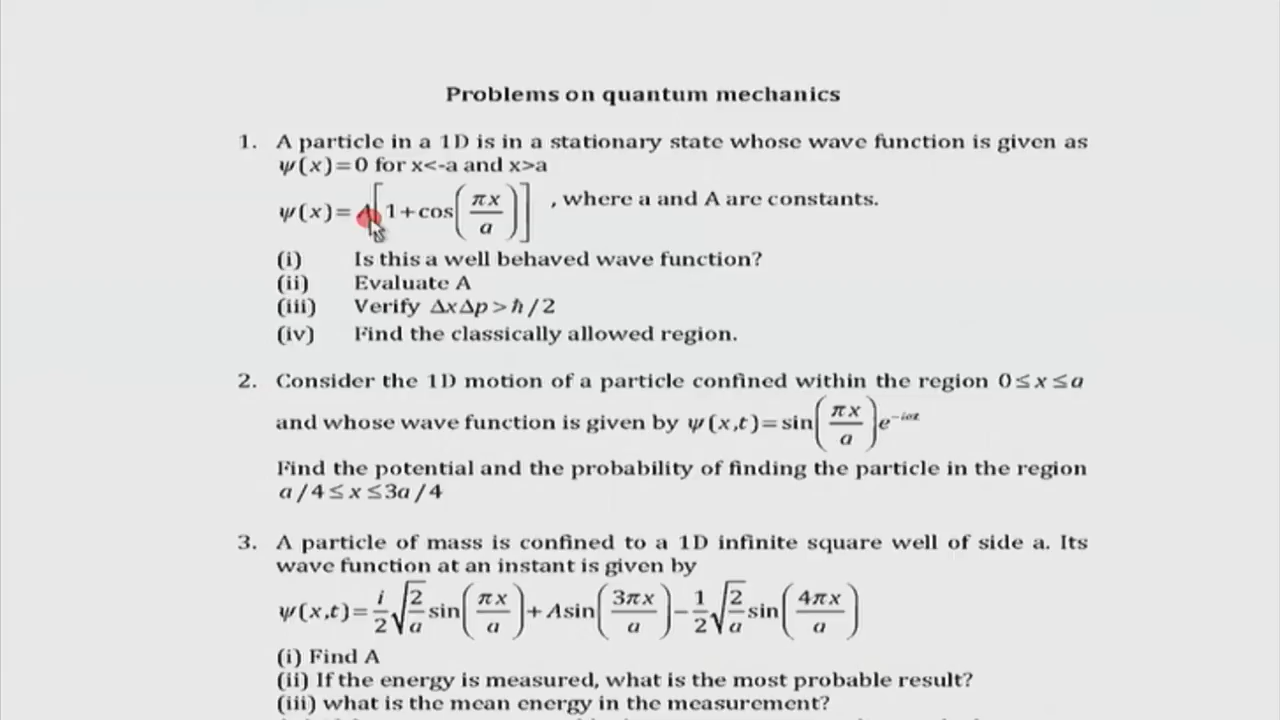 Problems on quantum mechanics
1. A particle in a 1D is in a stationary state whose wave function is given as
ψ(x)=0 for x<-a and x>a
ψ(x)= A[1+cos(πx/a)] , where a and A are constants.
(i) Is this a well behaved wave function?
(ii) Evaluate A
(iii) Verify ΔxΔp>ℏ/2
(iv) Find the classically allowed region.
2. Consider the 1D motion of a particle confined within the region 0≤x≤a
and whose wave function is given by ψ(x,t)=sin(πx/a)e
Find the potential and the probability of finding the particle in the region
a/4≤x≤3a/4
3. A particle of mass is confined to a 1D infinite square well of side a. Its
wave function at an instant is given by
ψ(x,t)=i/2√(2/a)sin(πx/a)+Asin(3πx/a)−1/2√(2/a)sin(4πx/a)
(i) Find A
(ii) If the energy is measured, what is the most probable result?
(iii) what is the mean energy in the measurement?